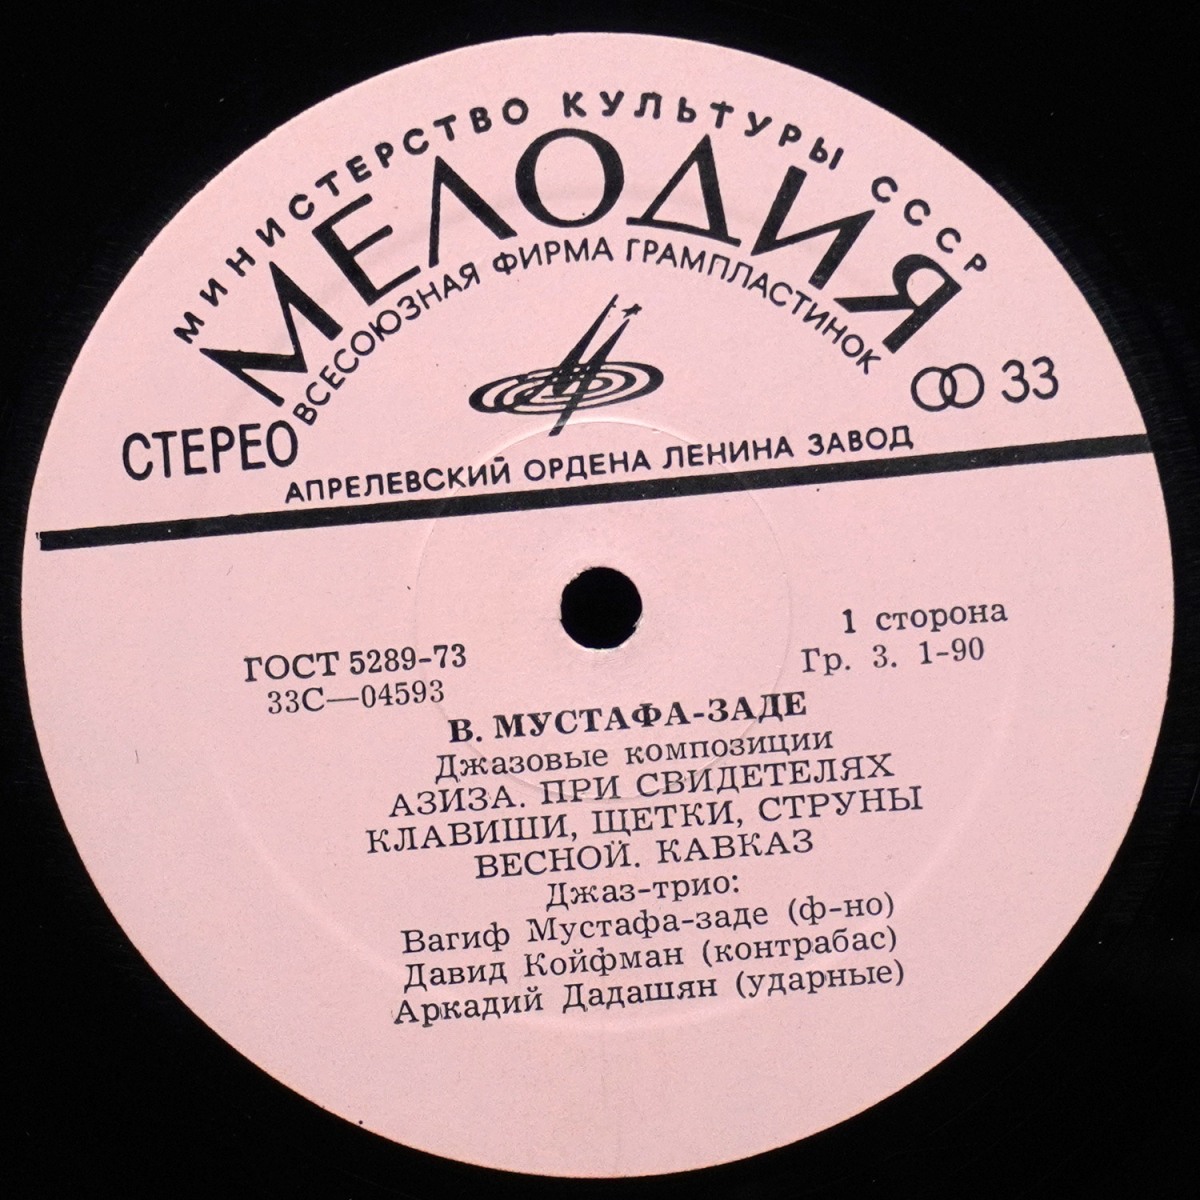 МИНИСТЕРСТВО КУЛЬТУРЫ СССР
МЕЛОДИЯ
ВСЕСОЮЗНАЯ ФИРМА ГРАМПЛАСТИНОК
33
СТЕРЕО
АПРЕЛЕВСКИЙ ОРДЕНА ЛЕНИНА ЗАВОД
ГОСТ 5289-73
33С—04593
1 сторона
Гр. 3. 1-90
В. МУСТАФА-ЗАДЕ
Джазовые композиции
АЗИЗА. ПРИ СВИДЕТЕЛЯХ
КЛАВИШИ, ЩЕТКИ, СТРУНЫ
ВЕСНОЙ. КАВКАЗ
Джаз-трио:
Вагиф Мустафа-заде (ф-но)
Давид Койфман (контрабас)
Аркадий Дадашян (ударные)